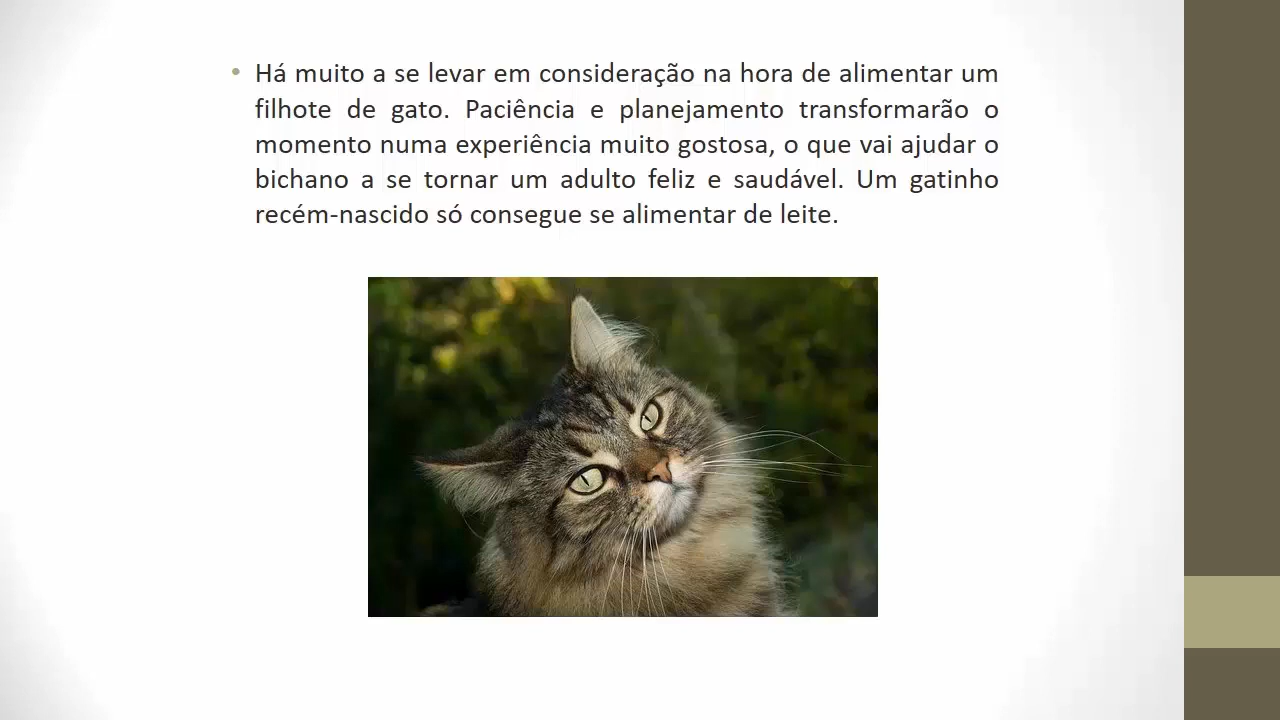 • Há muito a se levar em consideração na hora de alimentar um
filhote de gato. Paciência e planejamento transformarão o
momento numa experiência muito gostosa, o que vai ajudar o
bichano a se tornar um adulto feliz e saudável. Um gatinho
recém-nascido só consegue se alimentar de leite.